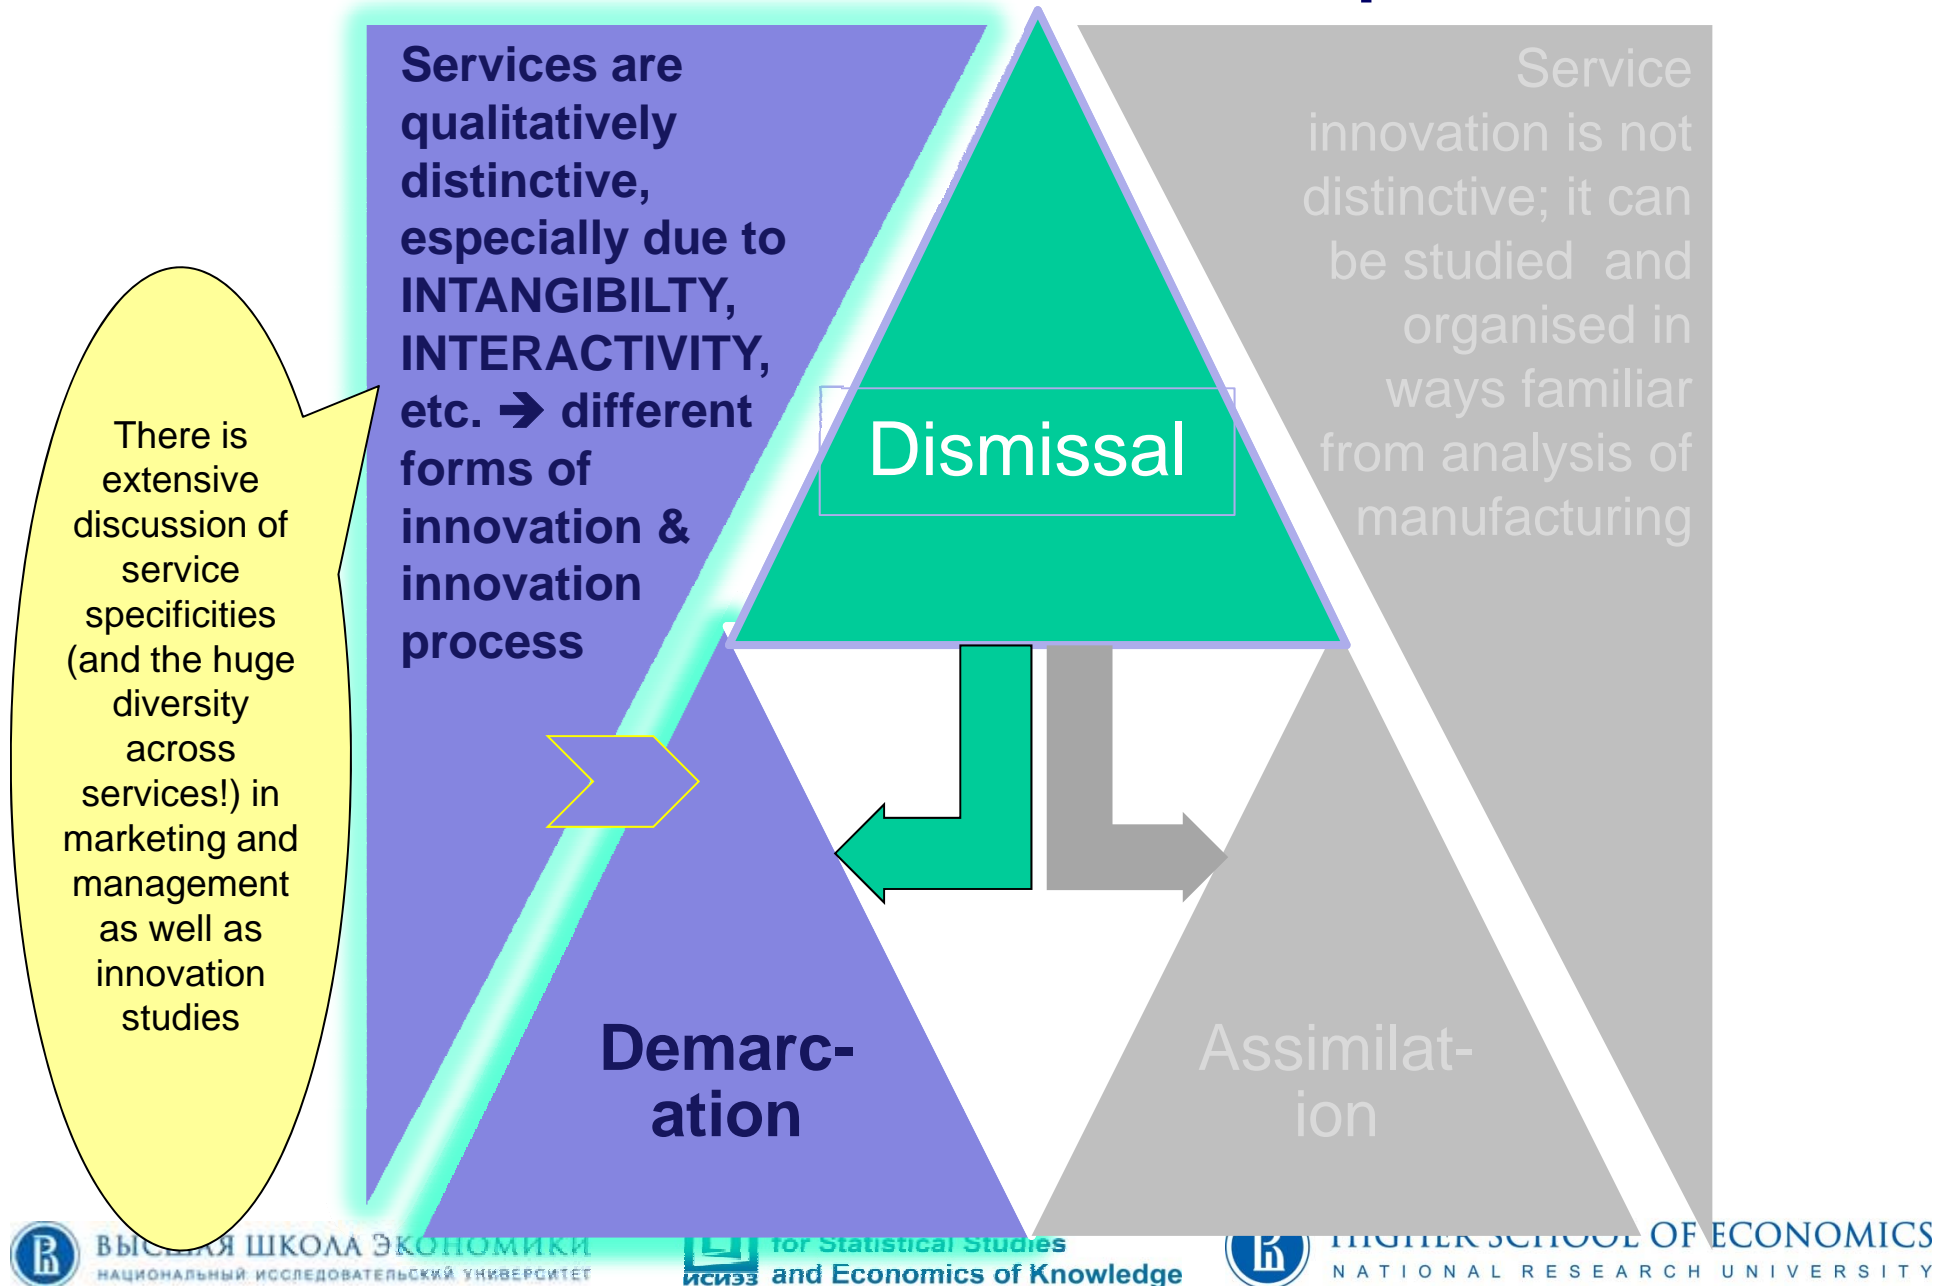 Services are
qualitatively
distinctive,
especially due to
INTANGIBILTY,
INTERACTIVITY,
etc. ➔ different
forms of
innovation &
innovation
process
Dismissal
Service
innovation is not
distinctive; it can
be studied and
organised in
ways familiar
from analysis of
manufacturing
There is
extensive
discussion of
service
specificities
(and the huge
diversity
across
services!) in
marketing and
management
as well as
innovation
studies
Demarc-
ation
Assimilat-
ion
ШКОЛА ЭКОНОМИКИ
НАЦИОНАЛЬНЫЙ ИССЛЕДОВАТЕЛЬСКИЙ УНИВЕРСИТЕТ
ИСИЭЗ
for Statistical Studies
and Economics of Knowledge
HIGHER SCHOOL OF ECONOMICS
NATIONAL RESEARCH UNIVERSITY